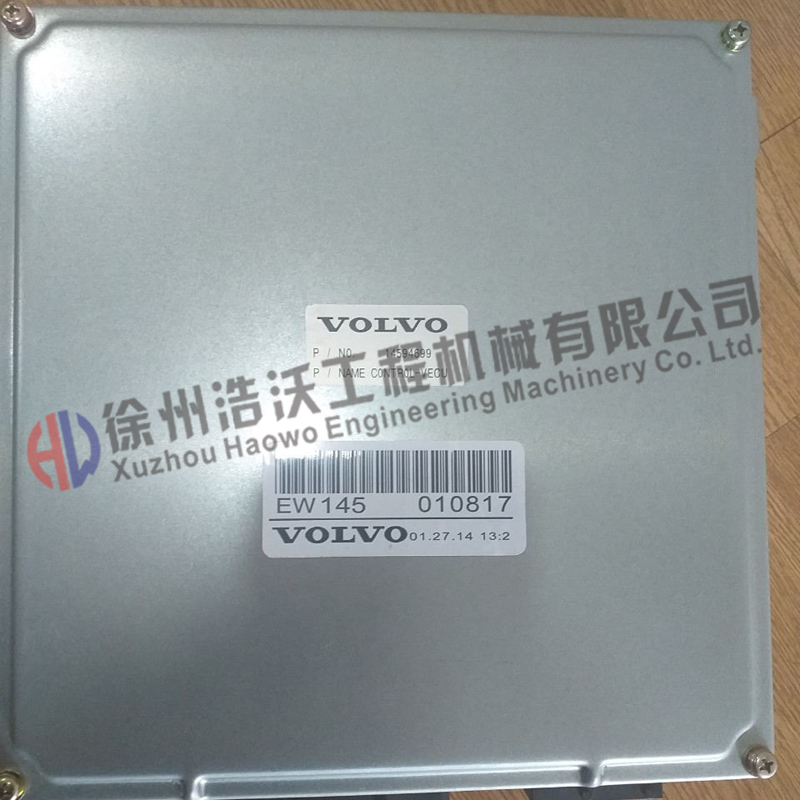 VOLVO
P / NO 14594699
P / NAME CONTROL-VECU
徐州浩沃工程机械有限公司
Xuzhou Haowo Engineering Machinery Co. Ltd.
EW145 010817
VOLVO 01.27.14 13:2